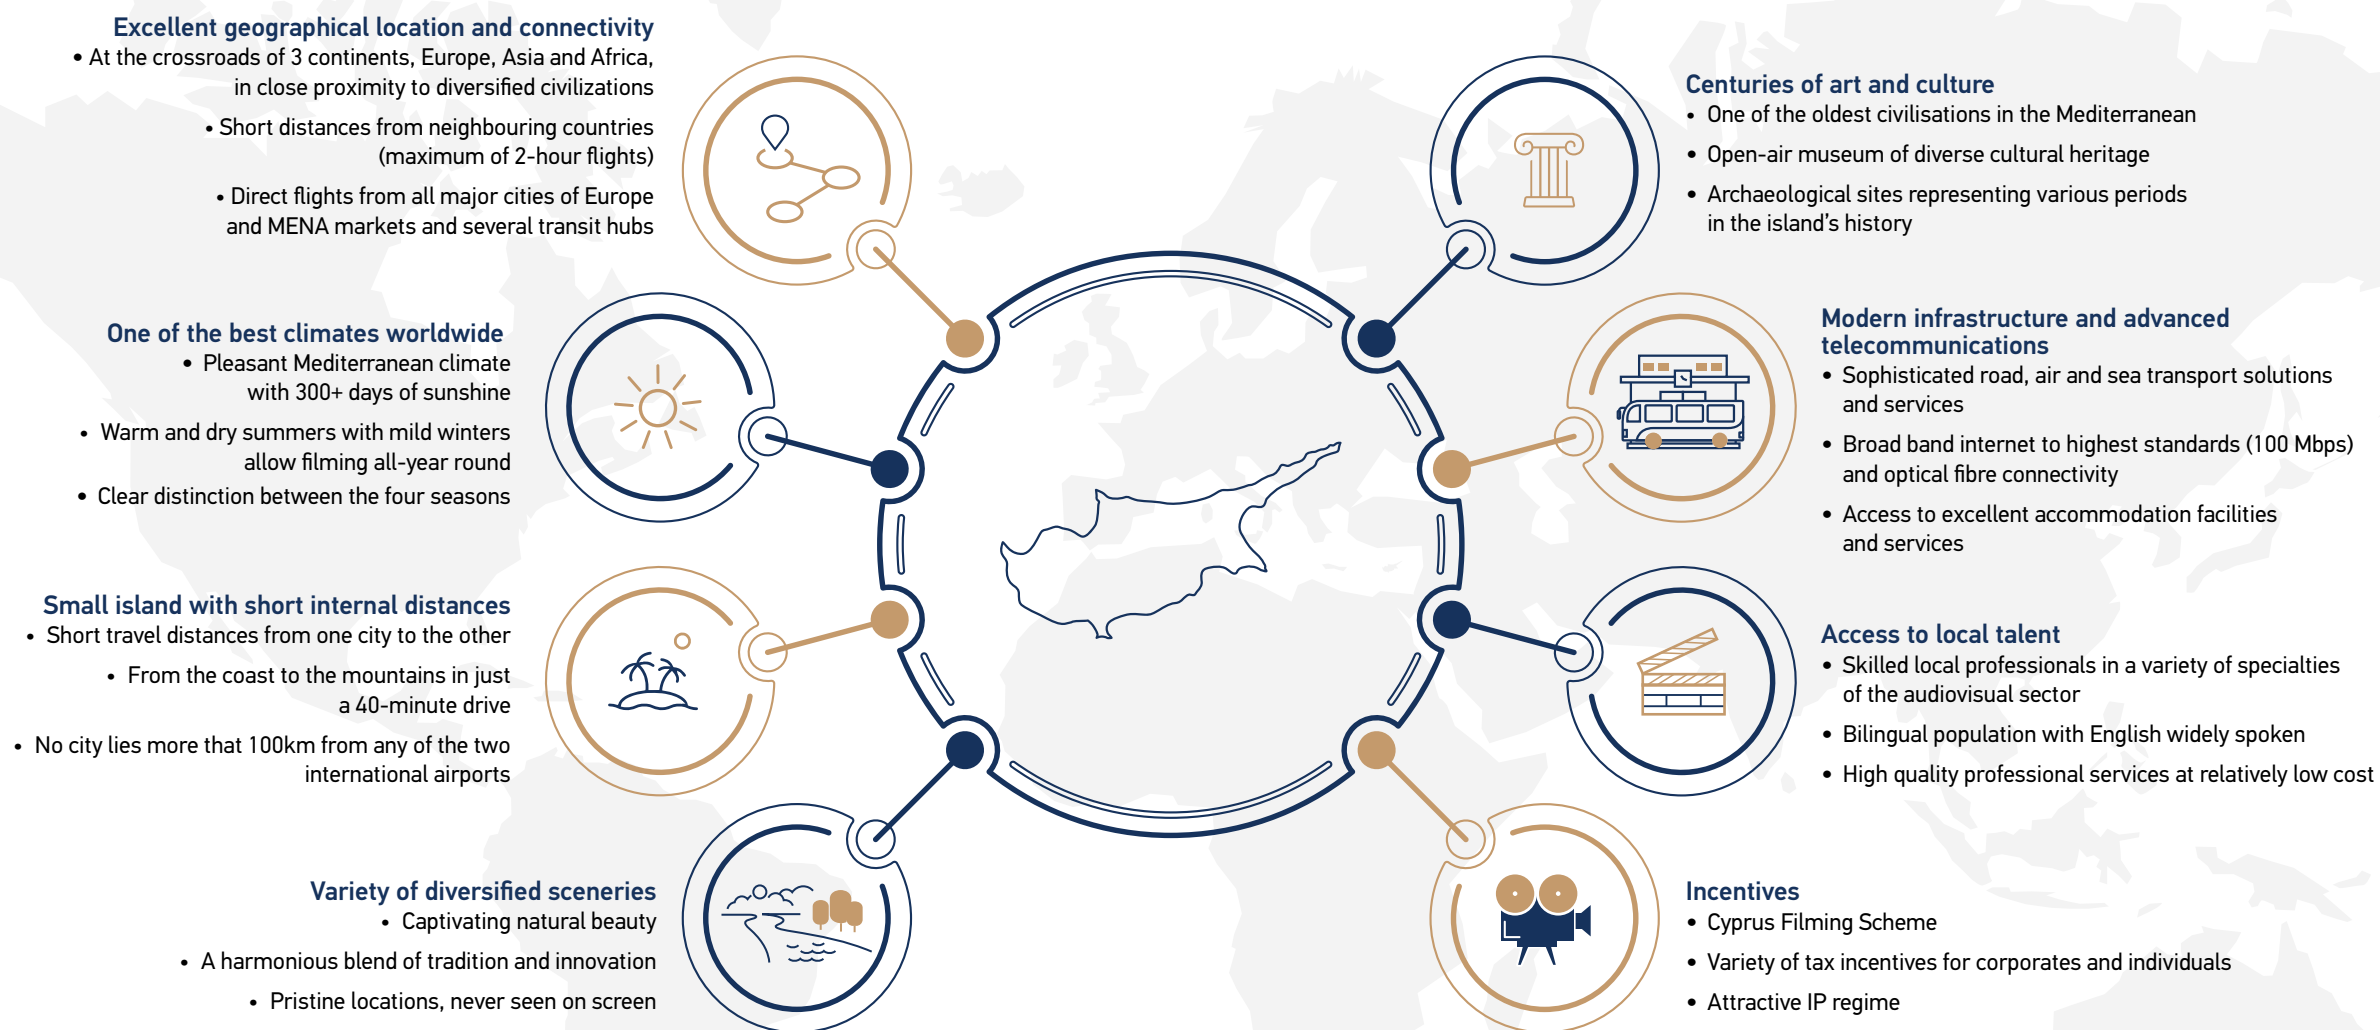 Excellent geographical location and connectivity
• At the crossroads of 3 continents, Europe, Asia and Africa,
in close proximity to diversified civilizations
• Short distances from neighbouring countries
(maximum of 2-hour flights)
• Direct flights from all major cities of Europe
and MENA markets and several transit hubs
One of the best climates worldwide
• Pleasant Mediterranean climate
with 300+ days of sunshine
• Warm and dry summers with mild winters
allow filming all-year round
• Clear distinction between the four seasons
Small island with short internal distances
• Short travel distances from one city to the other
• From the coast to the mountains in just
a 40-minute drive
• No city lies more that 100km from any of the two
international airports
Variety of diversified sceneries
• Captivating natural beauty
• A harmonious blend of tradition and innovation
• Pristine locations, never seen on screen
Centuries of art and culture
• One of the oldest civilisations in the Mediterranean
• Open-air museum of diverse cultural heritage
• Archaeological sites representing various periods
in the island's history
Modern infrastructure and advanced
telecommunications
• Sophisticated road, air and sea transport solutions
and services
• Broad band internet to highest standards (100 Mbps)
and optical fibre connectivity
• Access to excellent accommodation facilities
and services
Access to local talent
• Skilled local professionals in a variety of specialties
of the audiovisual sector
• Bilingual population with English widely spoken
• High quality professional services at relatively low cost
Incentives
• Cyprus Filming Scheme
• Variety of tax incentives for corporates and individuals
• Attractive IP regime